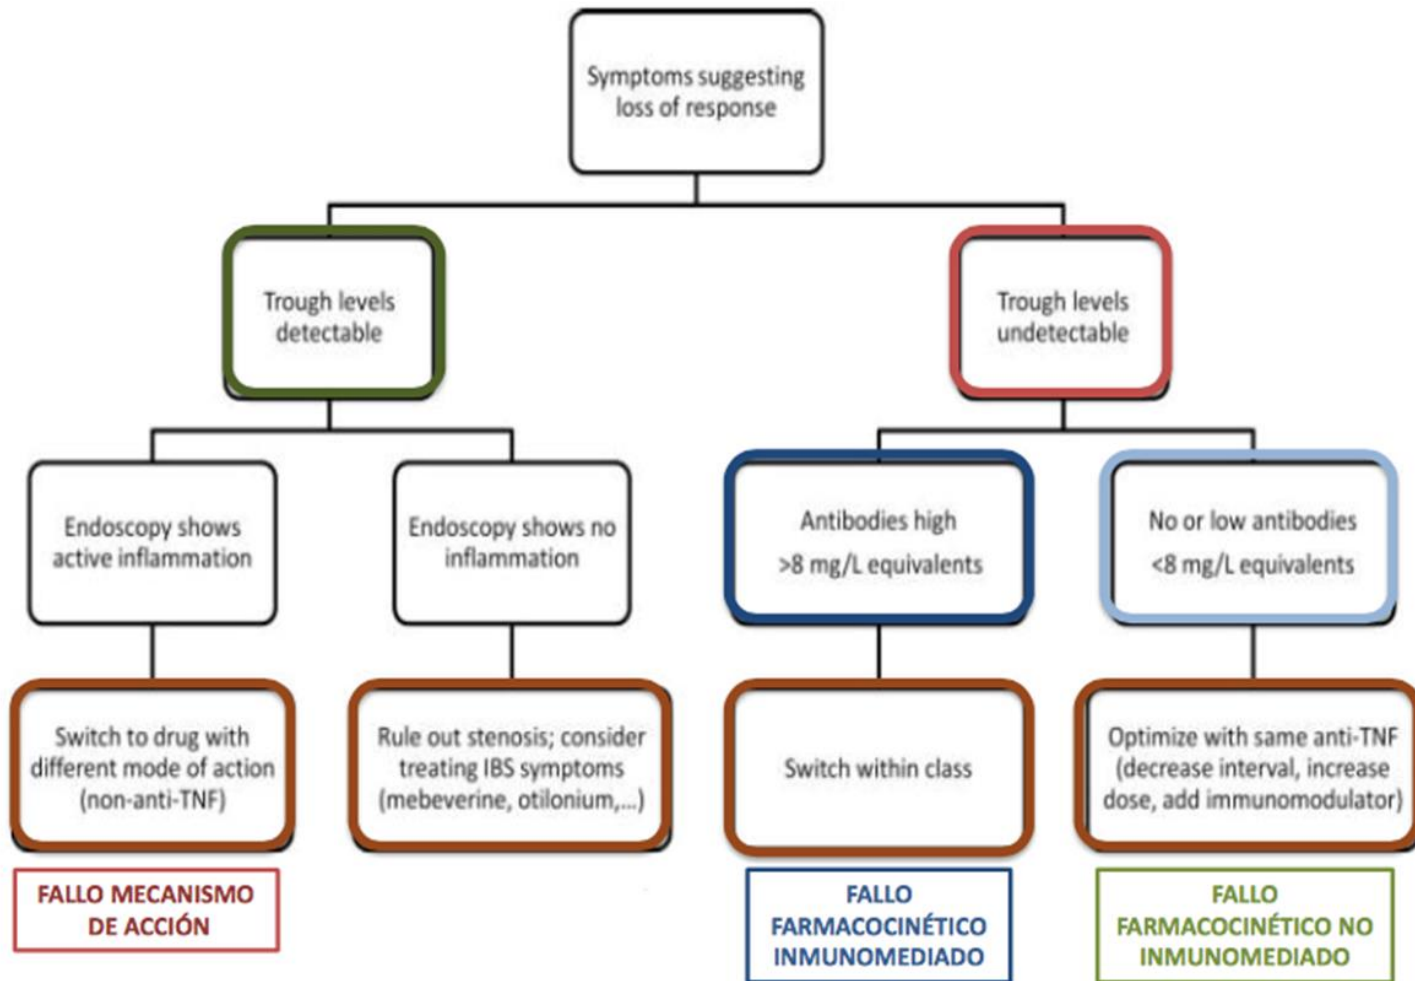 Symptoms suggesting
loss of response
Trough levels
detectable
Trough levels
undetectable
Endoscopy shows
active inflammation
Endoscopy shows no
inflammation
Antibodies high
>8 mg/L equivalents
No or low antibodies
<8 mg/L equivalents
Switch to drug with
different mode of action
(non-anti-TNF)
Rule out stenosis; consider
treating IBS symptoms
(mebeverine, otilonium,...)
Switch within class
Optimize with same anti-TNF
(decrease interval, increase
dose, add immunomodulator)
FALLO MECANISMO
DE ACCIÓN
FALLO
FARMACOCINÉTICO
INMUNOMEDIADO
FALLO
FARMACOCINÉTICO NO
INMUNOMEDIADO